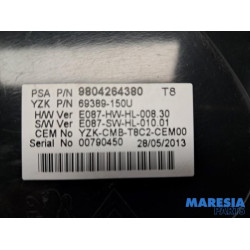 PSA P/N 9804264380 T8
YZK P/N 69389-150U
H/W Ver E087-HW-HL-008.30
S/W Ver E087-SW-HL-010.01
CEM No YZK-CMB-T8C2-CEM00
Serial No 00790450 28/05/2013
MARESIA
PARTS